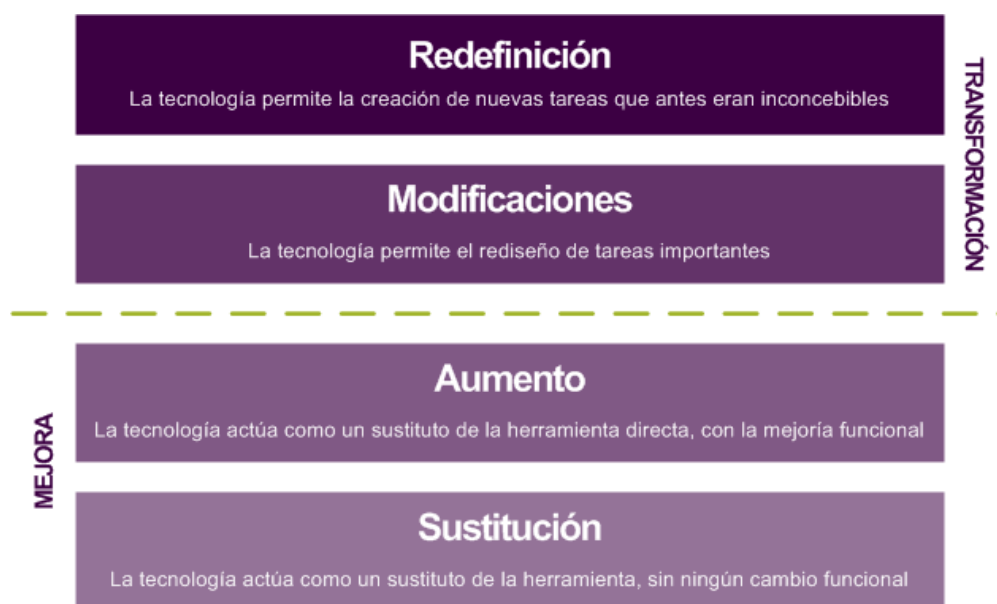 Redefinición
La tecnología permite la creación de nuevas tareas que antes eran inconcebibles
TRANSFORMACIÓN
Modificaciones
La tecnología permite el rediseño de tareas importantes
Aumento
La tecnología actúa como un sustituto de la herramienta directa, con la mejoría funcional
MEJORA
Sustitución
La tecnología actúa como un sustituto de la herramienta, sin ningún cambio funcional